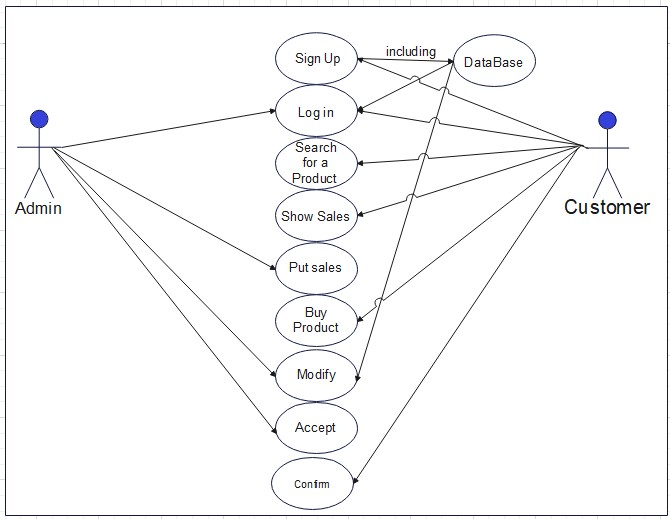 Sign Up
including
DataBase
Log in
Search
for a
Product
Admin
Customer
Show Sales
Put sales
Buy
Product
Modify
Accept
Confirm